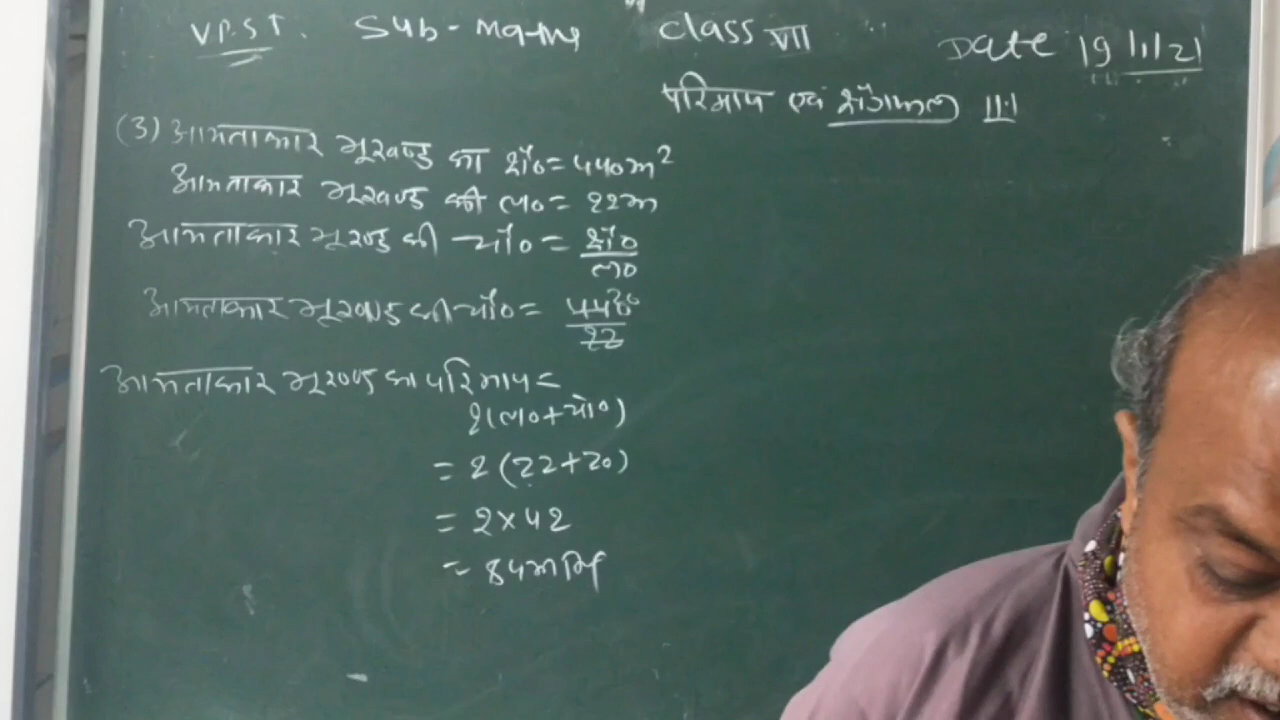 V.P.S.T. Sub - Maths Class VII Date 19/1/21
परिमाप एवं क्षेत्रफल 11.1
(3) आयताकार भूखण्ड का क्षे० = 440m²
आयताकार भूखण्ड की ल० = 22m
आयताकार भूखण्ड की चौ० = क्षे०/ल०
आयताकार भूखण्ड की चौ० = 440/22
आयताकार भूखण्ड का परिमाप =
2(ल०+चौ०)
= 2(22+20)
= 2×42
= 84m